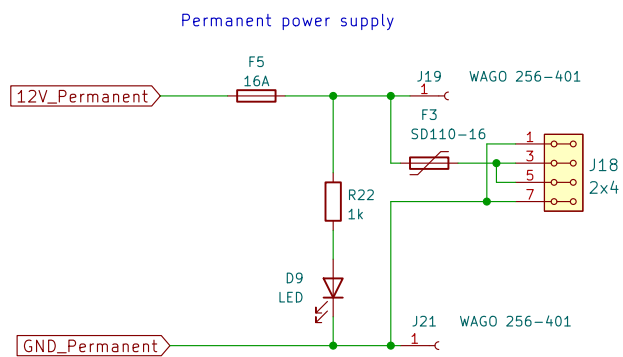 Permanent power supply
F5
16A
12V_Permanent
J19
1
WAGO 256-401
F3
SD110-16
1
3
5
7
J18
2x4
R22
1k
D9
LED
GND_Permanent
J21
1
WAGO 256-401